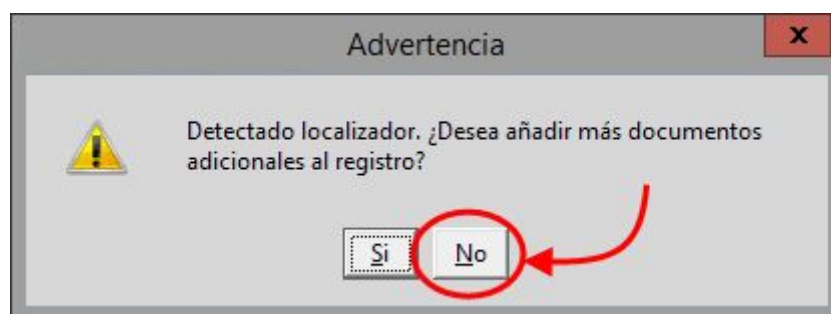 Advertencia
x
Detectado localizador. ¿Desea añadir más documentos
adicionales al registro?
Si No